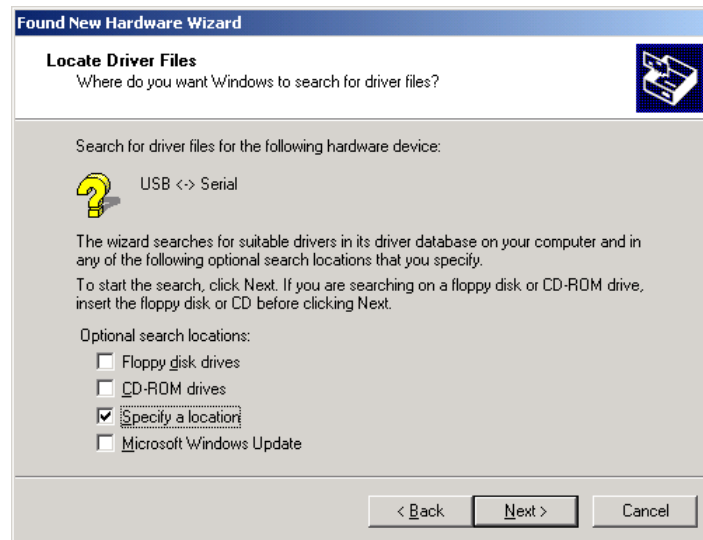 Found New Hardware Wizard
Locate Driver Files
Where do you want Windows to search for driver files?
Search for driver files for the following hardware device:
USB <-> Serial
The wizard searches for suitable drivers in its driver database on your computer and in
any of the following optional search locations that you specify.
To start the search, click Next. If you are searching on a floppy disk or CD-ROM drive,
insert the floppy disk or CD before clicking Next.
Optional search locations:
Floppy disk drives
CD-ROM drives
Specify a location
Microsoft Windows Update
< Back Next > Cancel